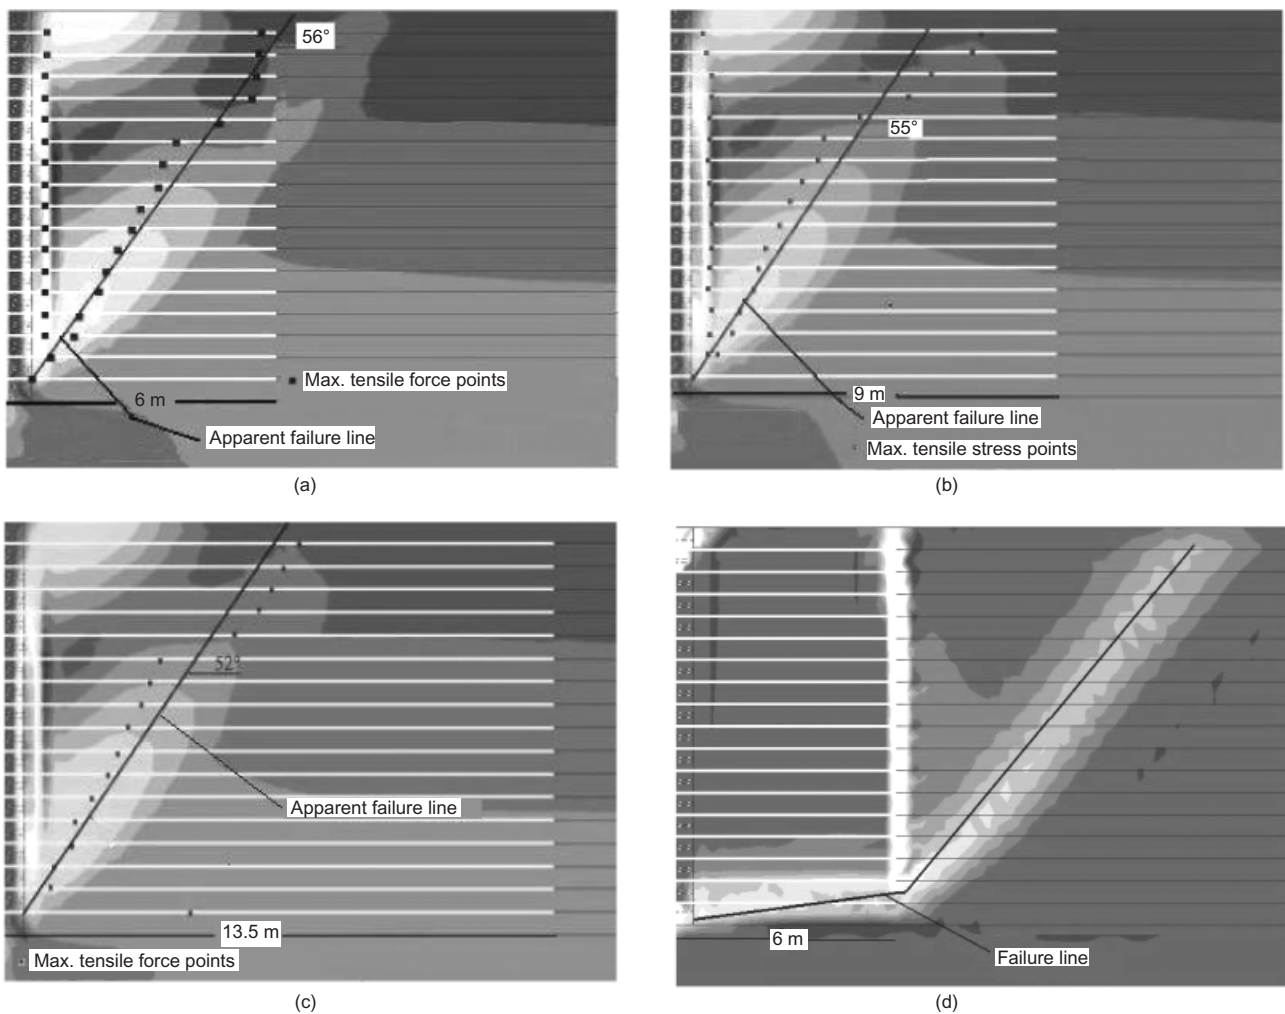 56°
Max. tensile force points
6 m
Apparent failure line
(a)
55°
9 m
Apparent failure line
Max. tensile stress points
(b)
52°
Apparent failure line
13.5 m
Max. tensile force points
(c)
6 m
Failure line
(d)